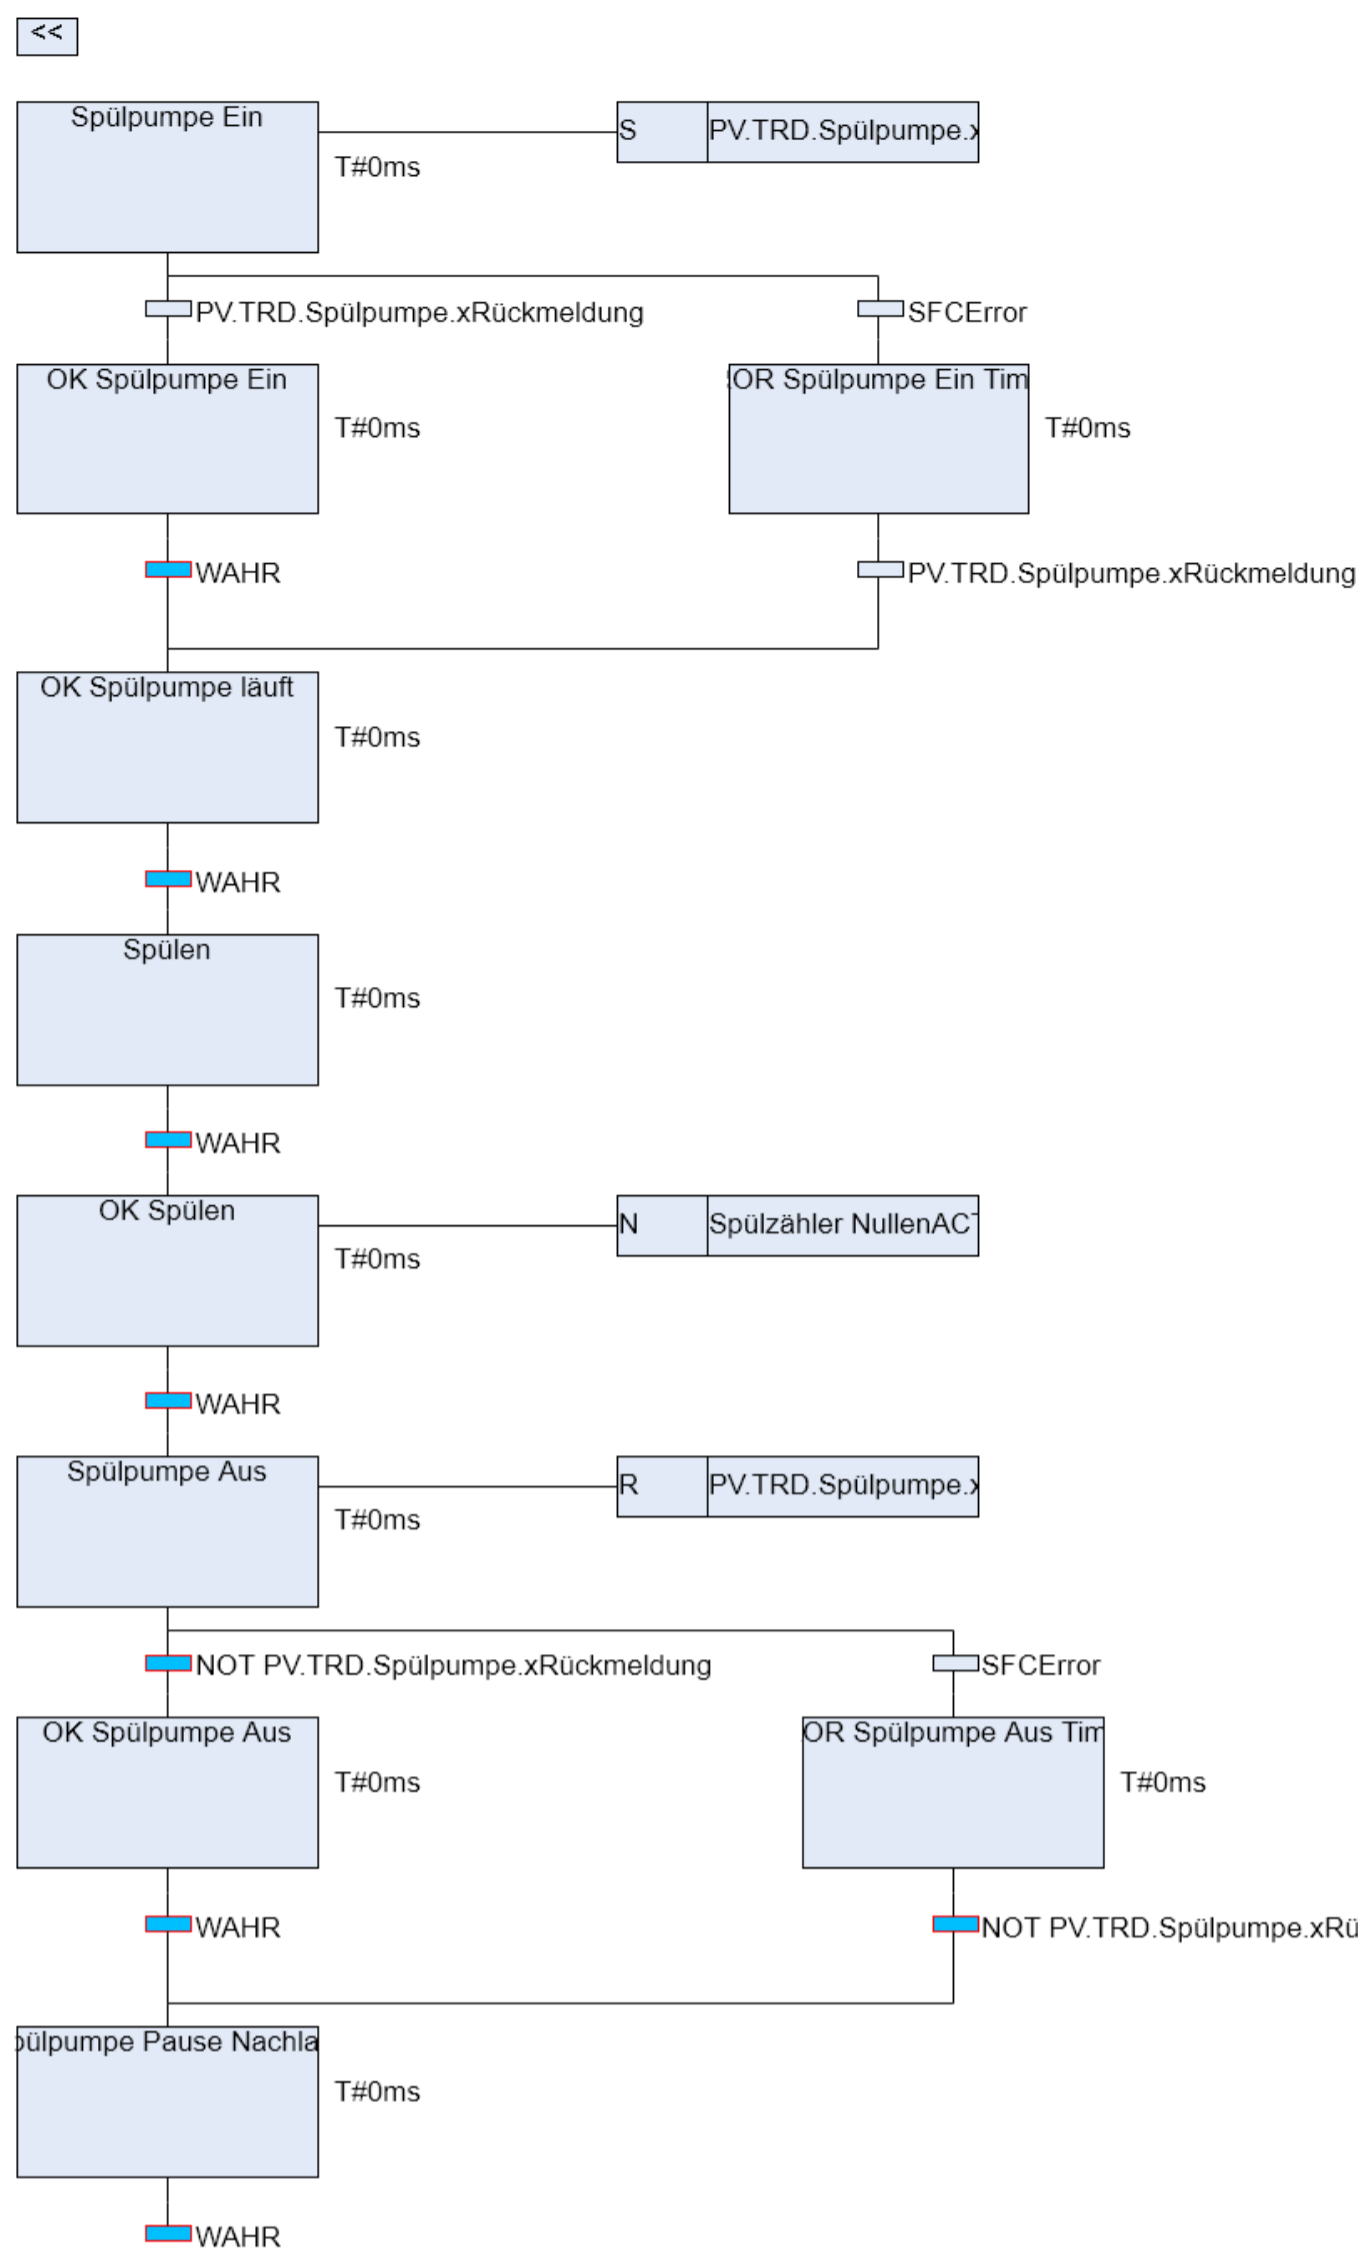 <<
Spülpumpe Ein
S
PV.TRD.Spülpumpe.x
T#0ms
PV.TRD.Spülpumpe.xRückmeldung
SFCError
OK Spülpumpe Ein
OR Spülpumpe Ein Tim
T#0ms
T#0ms
WAHR
PV.TRD.Spülpumpe.xRückmeldung
OK Spülpumpe läuft
T#0ms
WAHR
Spülen
T#0ms
WAHR
OK Spülen
N
Spülzähler NullenAC
T#0ms
WAHR
Spülpumpe Aus
R
PV.TRD.Spülpumpe.x
T#0ms
NOT PV.TRD.Spülpumpe.xRückmeldung
SFCError
OK Spülpumpe Aus
OR Spülpumpe Aus Tim
T#0ms
T#0ms
WAHR
NOT PV.TRD.Spülpumpe.xRü
pülpumpe Pause Nachla
T#0ms
WAHR